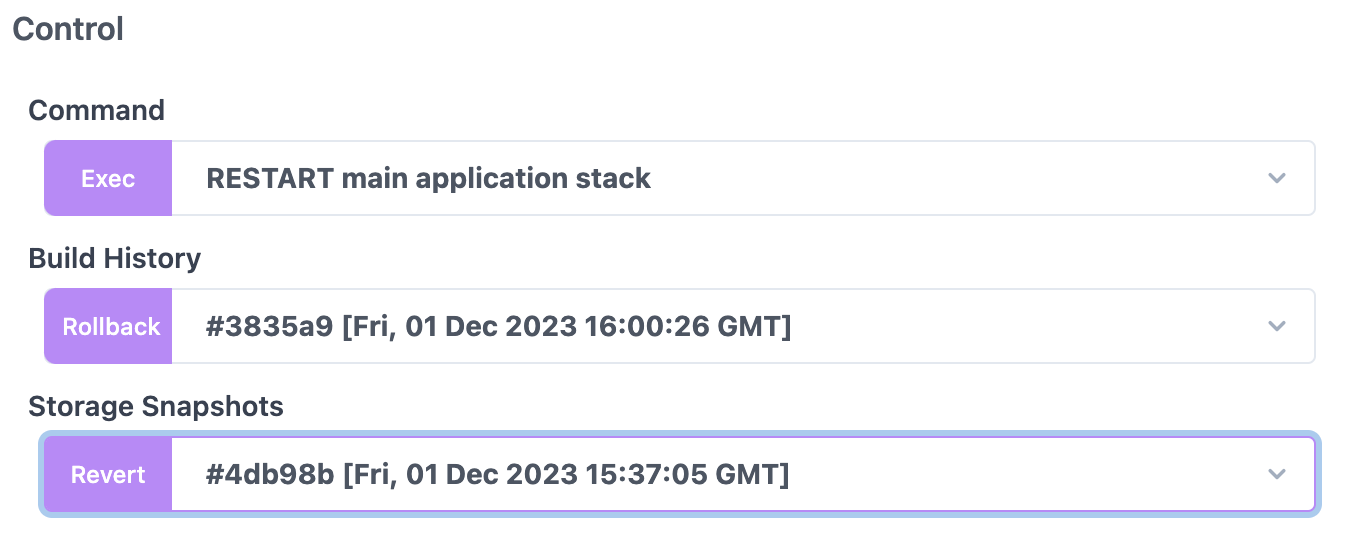 Control
Command
Exec RESTART main application stack
Build History
Rollback #3835a9 [Fri, 01 Dec 2023 16:00:26 GMT]
Storage Snapshots
Revert #4db98b [Fri, 01 Dec 2023 15:37:05 GMT]